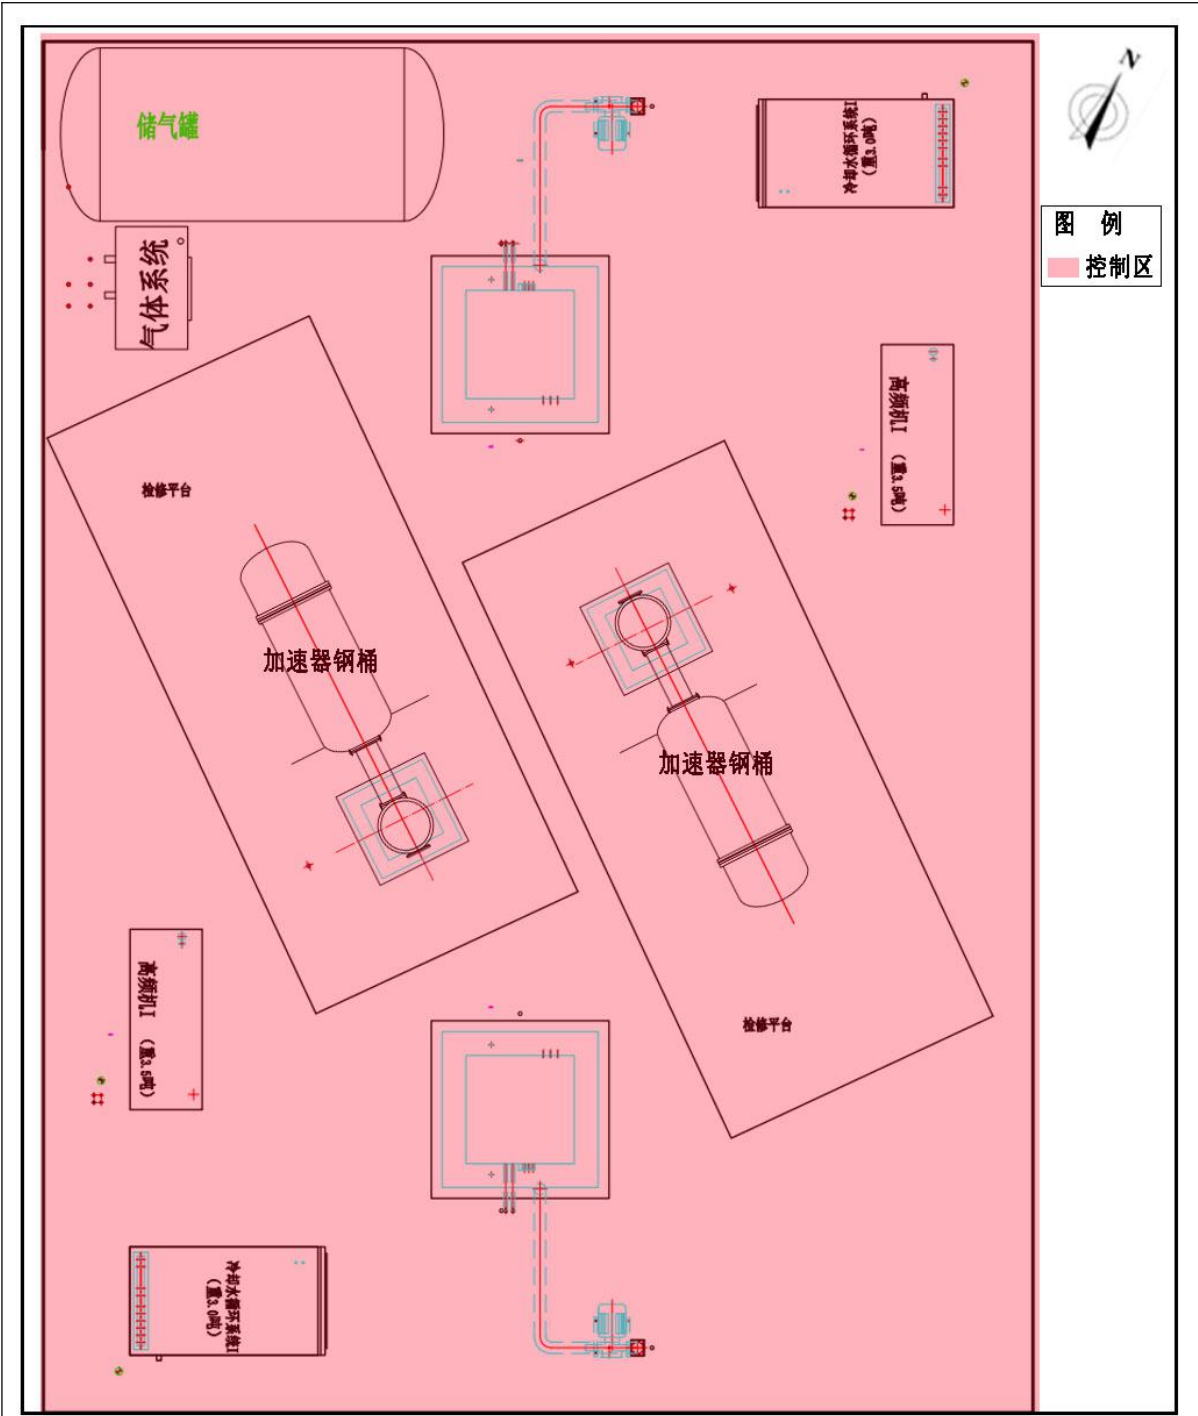 N
储气罐
冷却水循环系统I
(重3.0吨)
图 例
控制区
气体系统
高频机I (重3.5吨)
检修平台
加速器钢桶
加速器钢桶
高频机I (重3.5吨)
检修平台
冷却水循环系统I
(重3.0吨)